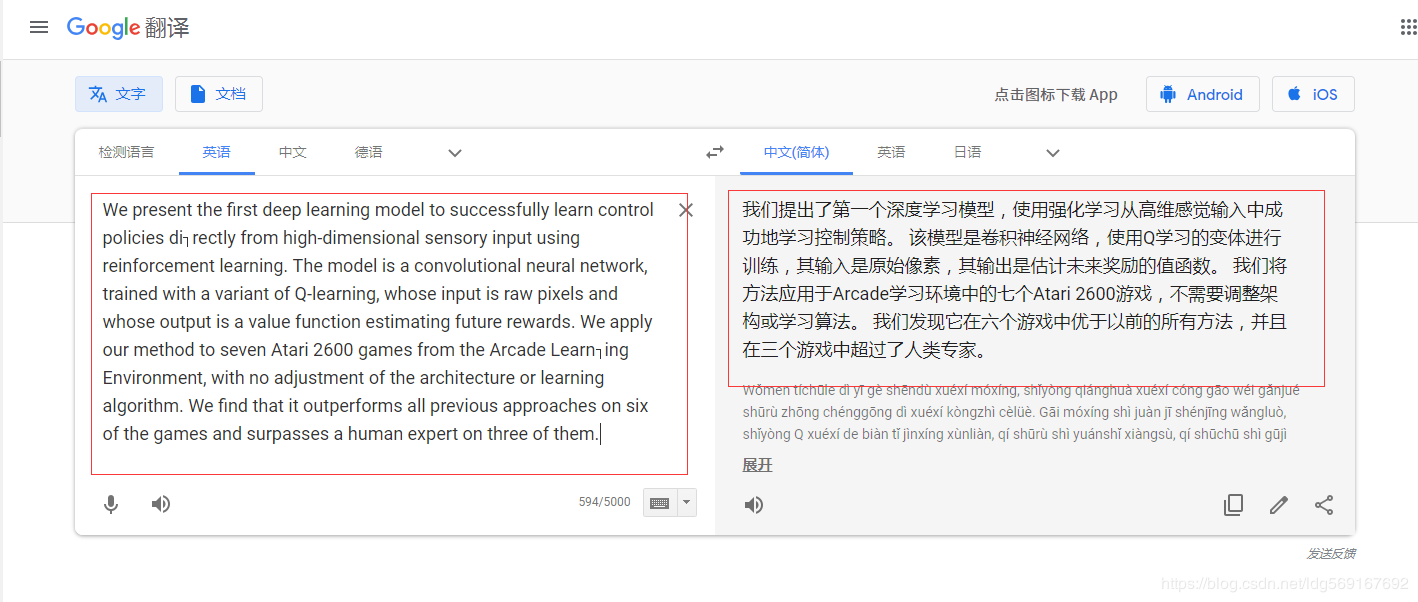 Google 翻译
文字
文档
点击图标下载 App
Android
iOS
检测语言
英语
中文
德语
中文(简体)
英语
日语
We present the first deep learning model to successfully learn control
policies di┐rectly from high-dimensional sensory input using
reinforcement learning. The model is a convolutional neural network,
trained with a variant of Q-learning, whose input is raw pixels and
whose output is a value function estimating future rewards. We apply
our method to seven Atari 2600 games from the Arcade Learn┐ing
Environment, with no adjustment of the architecture or learning
algorithm. We find that it outperforms all previous approaches on six
of the games and surpasses a human expert on three of them.
594/5000
我们提出了第一个深度学习模型，使用强化学习从高维感觉输入中成
功地学习控制策略。 该模型是卷积神经网络，使用Q学习的变体进行
训练，其输入是原始像素，其输出是估计未来奖励的值函数。 我们将
方法应用于Arcade学习环境中的七个Atari 2600游戏，不需要调整架
构或学习算法。 我们发现它在六个游戏中优于以前的所有方法，并且
在三个游戏中超过了人类专家。
Wǒmen tíchūle dì yī gè shēndù xuéxí móxíng, shǐyòng qiánghuà xuéxí cóng gāo wéi gǎnjué
shūrù zhōng chénggōng dì xuéxí kòngzhì cèlüè. Gāi móxíng shì juàn jī shénjīng wǎngluò,
shǐyòng Q xuéxí de biàn tǐ jìnxíng xùnliàn, qí shūrù shì yuánshǐ xiàngsù, qí shūchū shì gūjì
展开
发送反馈
https://blog.csdn.net/ldg569167692